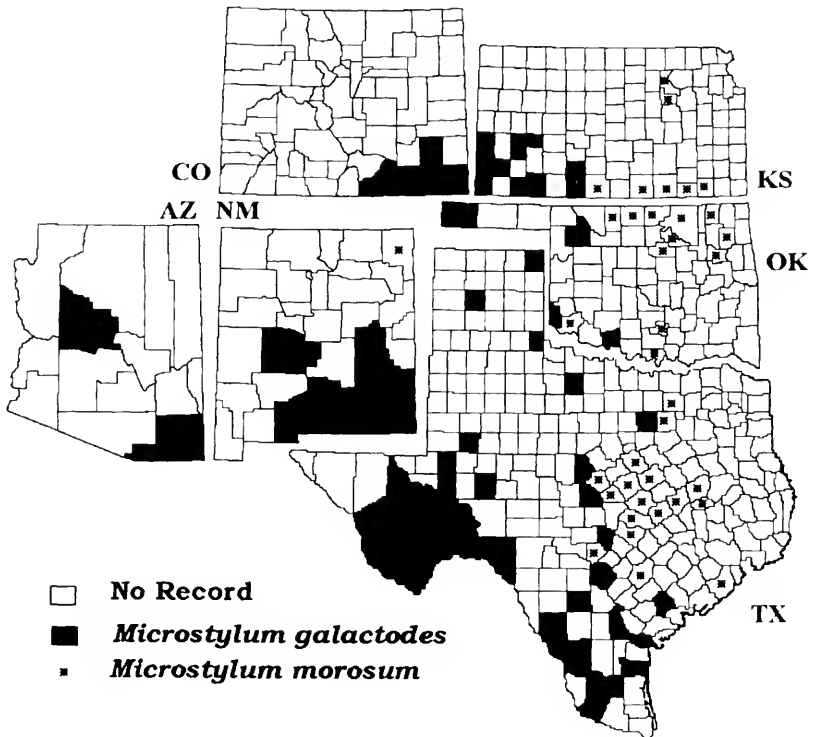 CO
KS
AZ NM
OK
TX
No Record
Microstylum galactodes
Microstylum morosum